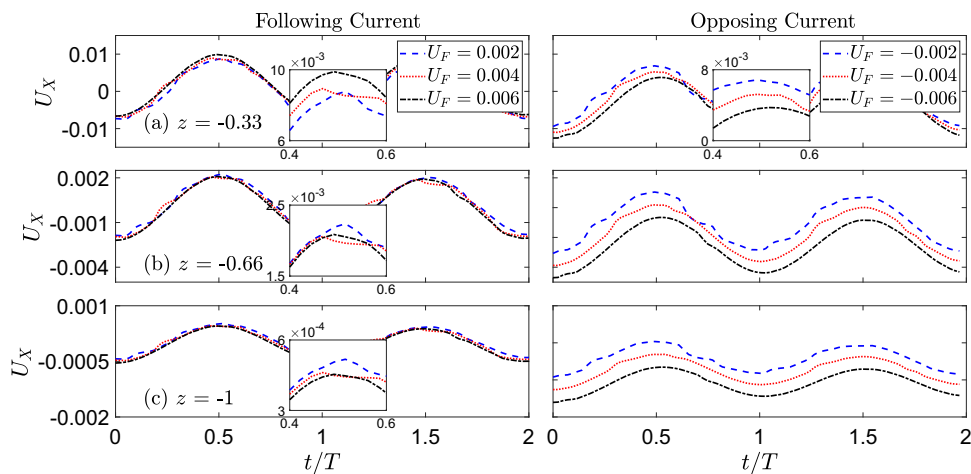 Following Current
Opposing Current
0.01
0
-0.01
U_X
(a) z = -0.33
×10^-3
10
6
0.4
0.6
U_F = 0.002
U_F = 0.004
U_F = 0.006
×10^-3
8
0
0.4
0.6
U_F = −0.002
U_F = −0.004
U_F = −0.006
0.002
-0.001
-0.004
U_X
(b) z = -0.66
×10^-3
2.5
1.5
0.4
0.6
0.001
-0.0005
-0.002
U_X
(c) z = -1
×10^-4
6
3
0.4
0.6
0 0.5 1 1.5 2
t/T
0 0.5 1 1.5 2
t/T